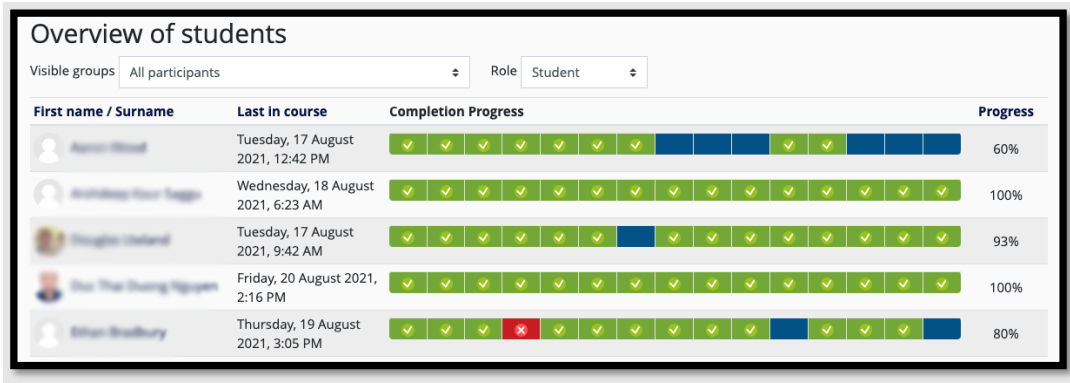 Overview of students
Visible groups All participants Role Student
First name / Surname Last in course Completion Progress Progress
Tuesday, 17 August
2021, 12:42 PM
60%
Wednesday, 18 August
2021, 6:23 AM
100%
Tuesday, 17 August
2021, 9:42 AM
93%
Friday, 20 August 2021,
2:16 PM
100%
Thursday, 19 August
2021, 3:05 PM
80%